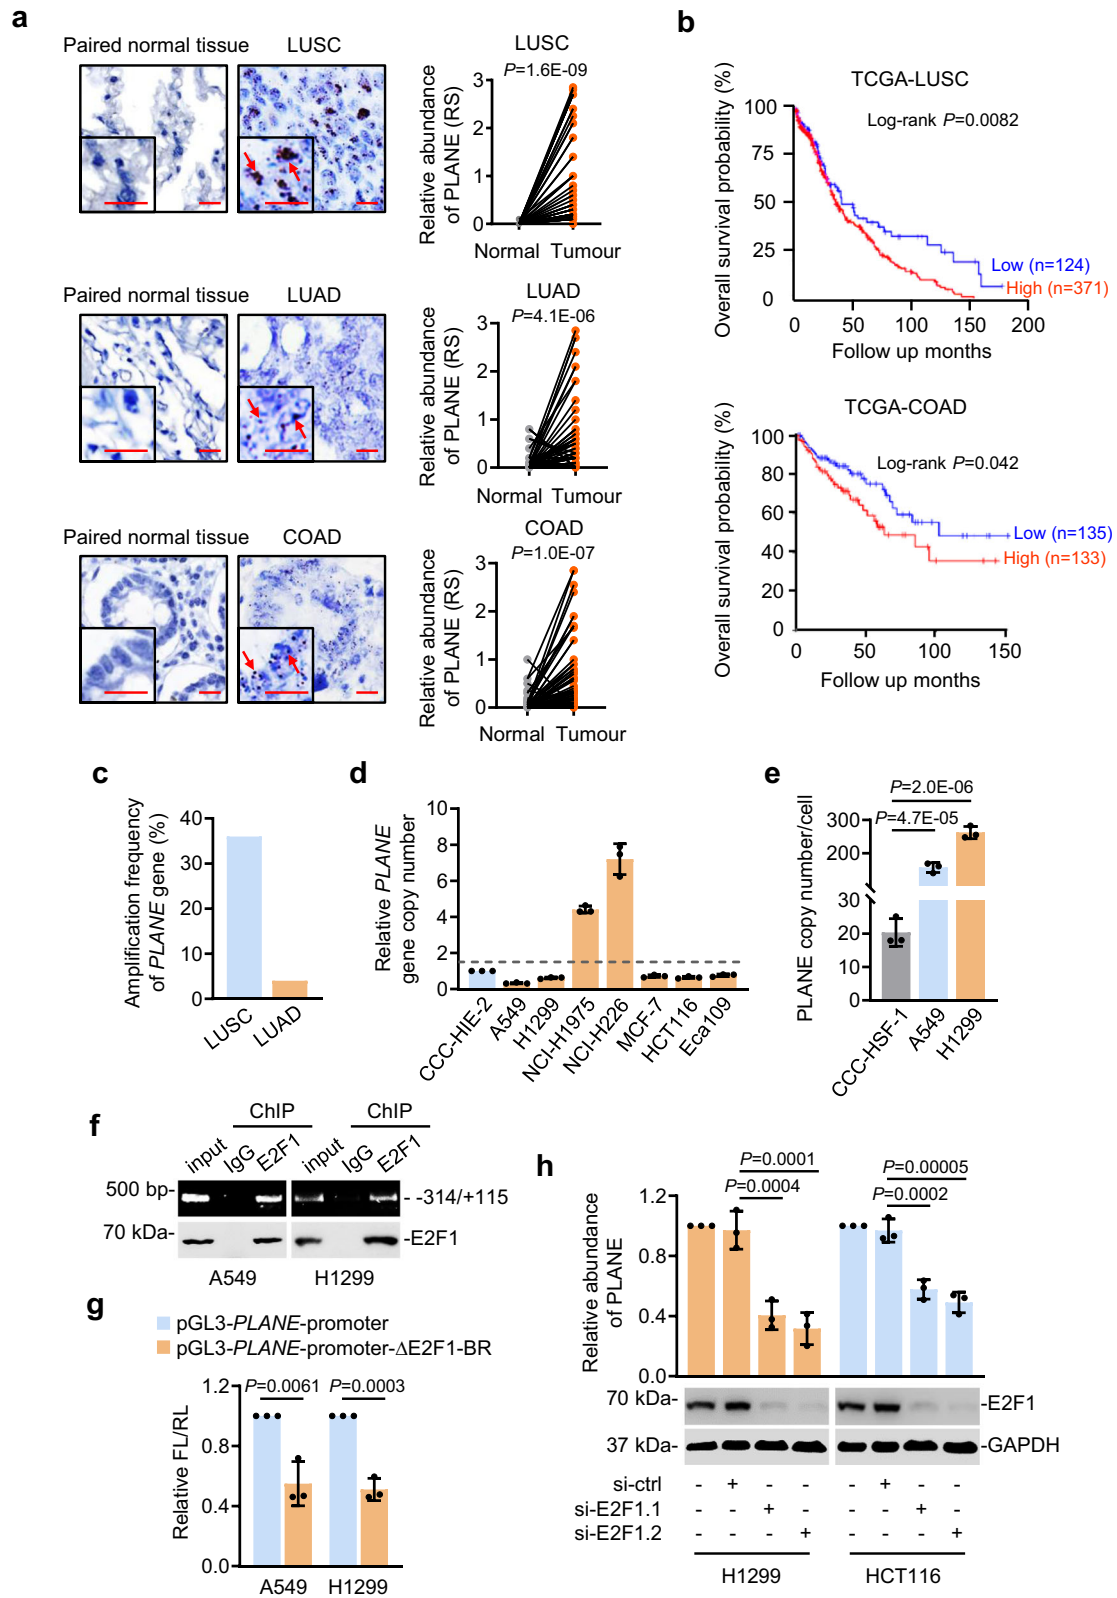 a
Paired normal tissue LUSC
LUSC
P=1.6E-09
Relative abundance
of PLANE (RS)
3
2
1
0
Normal Tumour
Paired normal tissue LUAD
LUAD
P=4.1E-06
Relative abundance
of PLANE (RS)
3
2
1
0
Normal Tumour
Paired normal tissue COAD
COAD
P=1.0E-07
Relative abundance
of PLANE (RS)
3
2
1
0
Normal Tumour
b
TCGA-LUSC
Log-rank P=0.0082
Overall survival probability (%)
100
75
50
25
0
Low (n=124)
High (n=371)
0 50 100 150 200
Follow up months
TCGA-COAD
Log-rank P=0.042
Overall survival probability (%)
100
80
60
40
20
0
Low (n=135)
High (n=133)
0 50 100 150
Follow up months
c
Amplification frequency
of PLANE gene (%)
40
30
20
10
0
LUSC
LUAD
d
Relative PLANE
gene copy number
10
8
6
4
2
0
CCC-HIE-2
A549
H1299
NCI-H1975
NCI-H226
MCF-7
HCT116
Eca109
e
P=2.0E-06
P=4.7E-05
PLANE copy number/cell
300
200
30
20
10
0
CCC-HSF-1
A549
H1299
f
ChIP ChIP
input IgG E2F1 input IgG E2F1
500 bp- - -314/+115
70 kDa- -E2F1
A549 H1299
g
pGL3-PLANE-promoter
pGL3-PLANE-promoter-ΔE2F1-BR
P=0.0061 P=0.0003
Relative FL/RL
1.2
0.8
0.4
0.0
A549 H1299
h
P=0.0001 P=0.00005
P=0.0004 P=0.0002
Relative abundance
of PLANE
1.2
0.8
0.4
0.0
70 kDa- -E2F1
37 kDa- -GAPDH
si-ctrl - + - - - + - -
si-E2F1.1 - - + - - - + -
si-E2F1.2 - - - + - - - +
H1299 HCT116